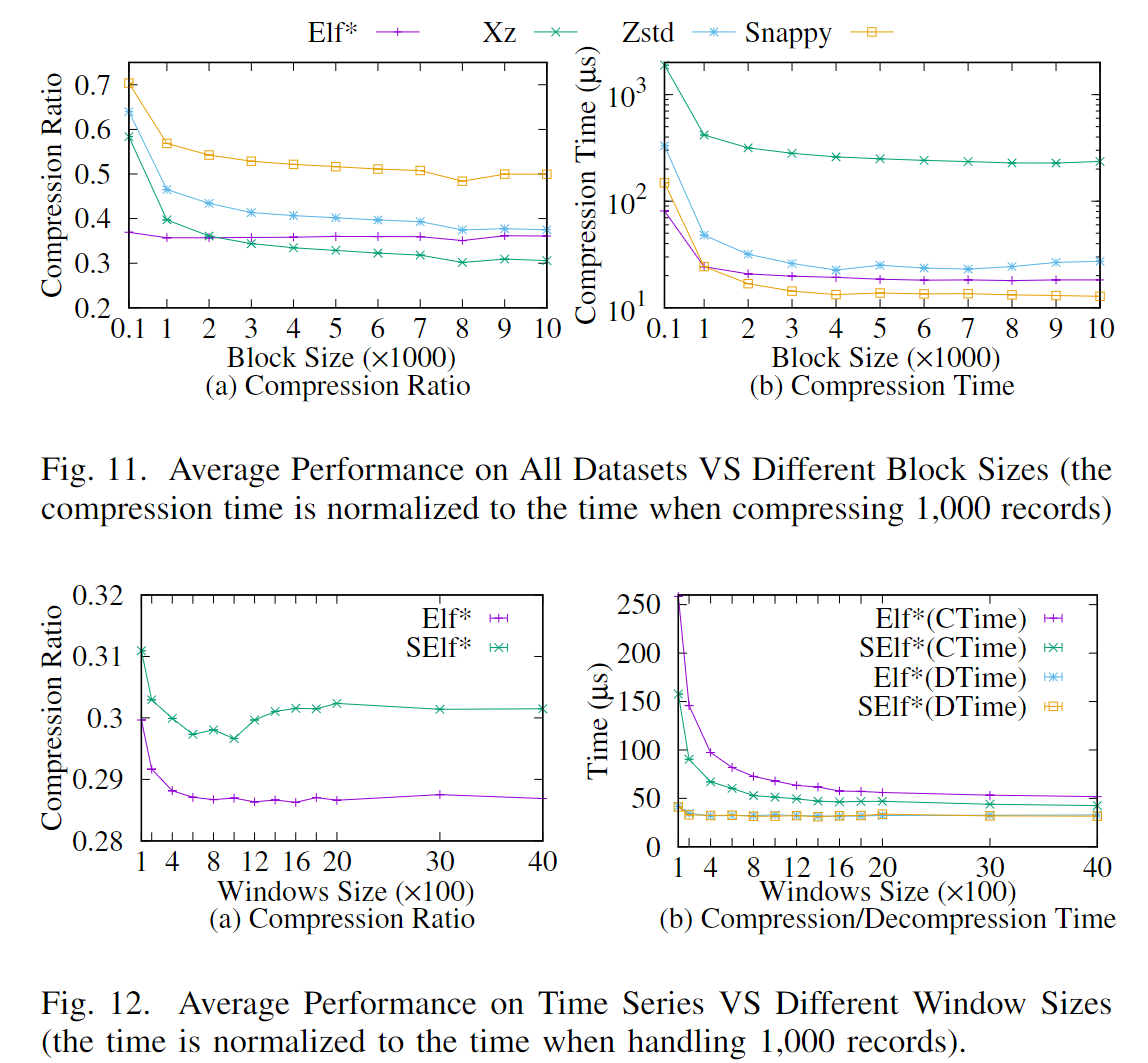 Elf* Xz Zstd Snappy
Compression Ratio
0.7
0.6
0.5
0.4
0.3
0.2
0.1 1 2 3 4 5 6 7 8 9 10
Block Size (×1000)
(a) Compression Ratio
Compression Time (μs)
10³
10²
10¹
0.1 1 2 3 4 5 6 7 8 9 10
Block Size (×1000)
(b) Compression Time
Fig. 11. Average Performance on All Datasets VS Different Block Sizes (the
compression time is normalized to the time when compressing 1,000 records)
Compression Ratio
0.32
0.31
0.3
0.29
0.28
Elf*
SElf*
1 4 8 12 16 20 30 40
Windows Size (×100)
(a) Compression Ratio
Time (μs)
250
200
150
100
50
0
Elf*(CTime)
SElf*(CTime)
Elf*(DTime)
SElf*(DTime)
1 4 8 12 16 20 30 40
Windows Size (×100)
(b) Compression/Decompression Time
Fig. 12. Average Performance on Time Series VS Different Window Sizes
(the time is normalized to the time when handling 1,000 records).